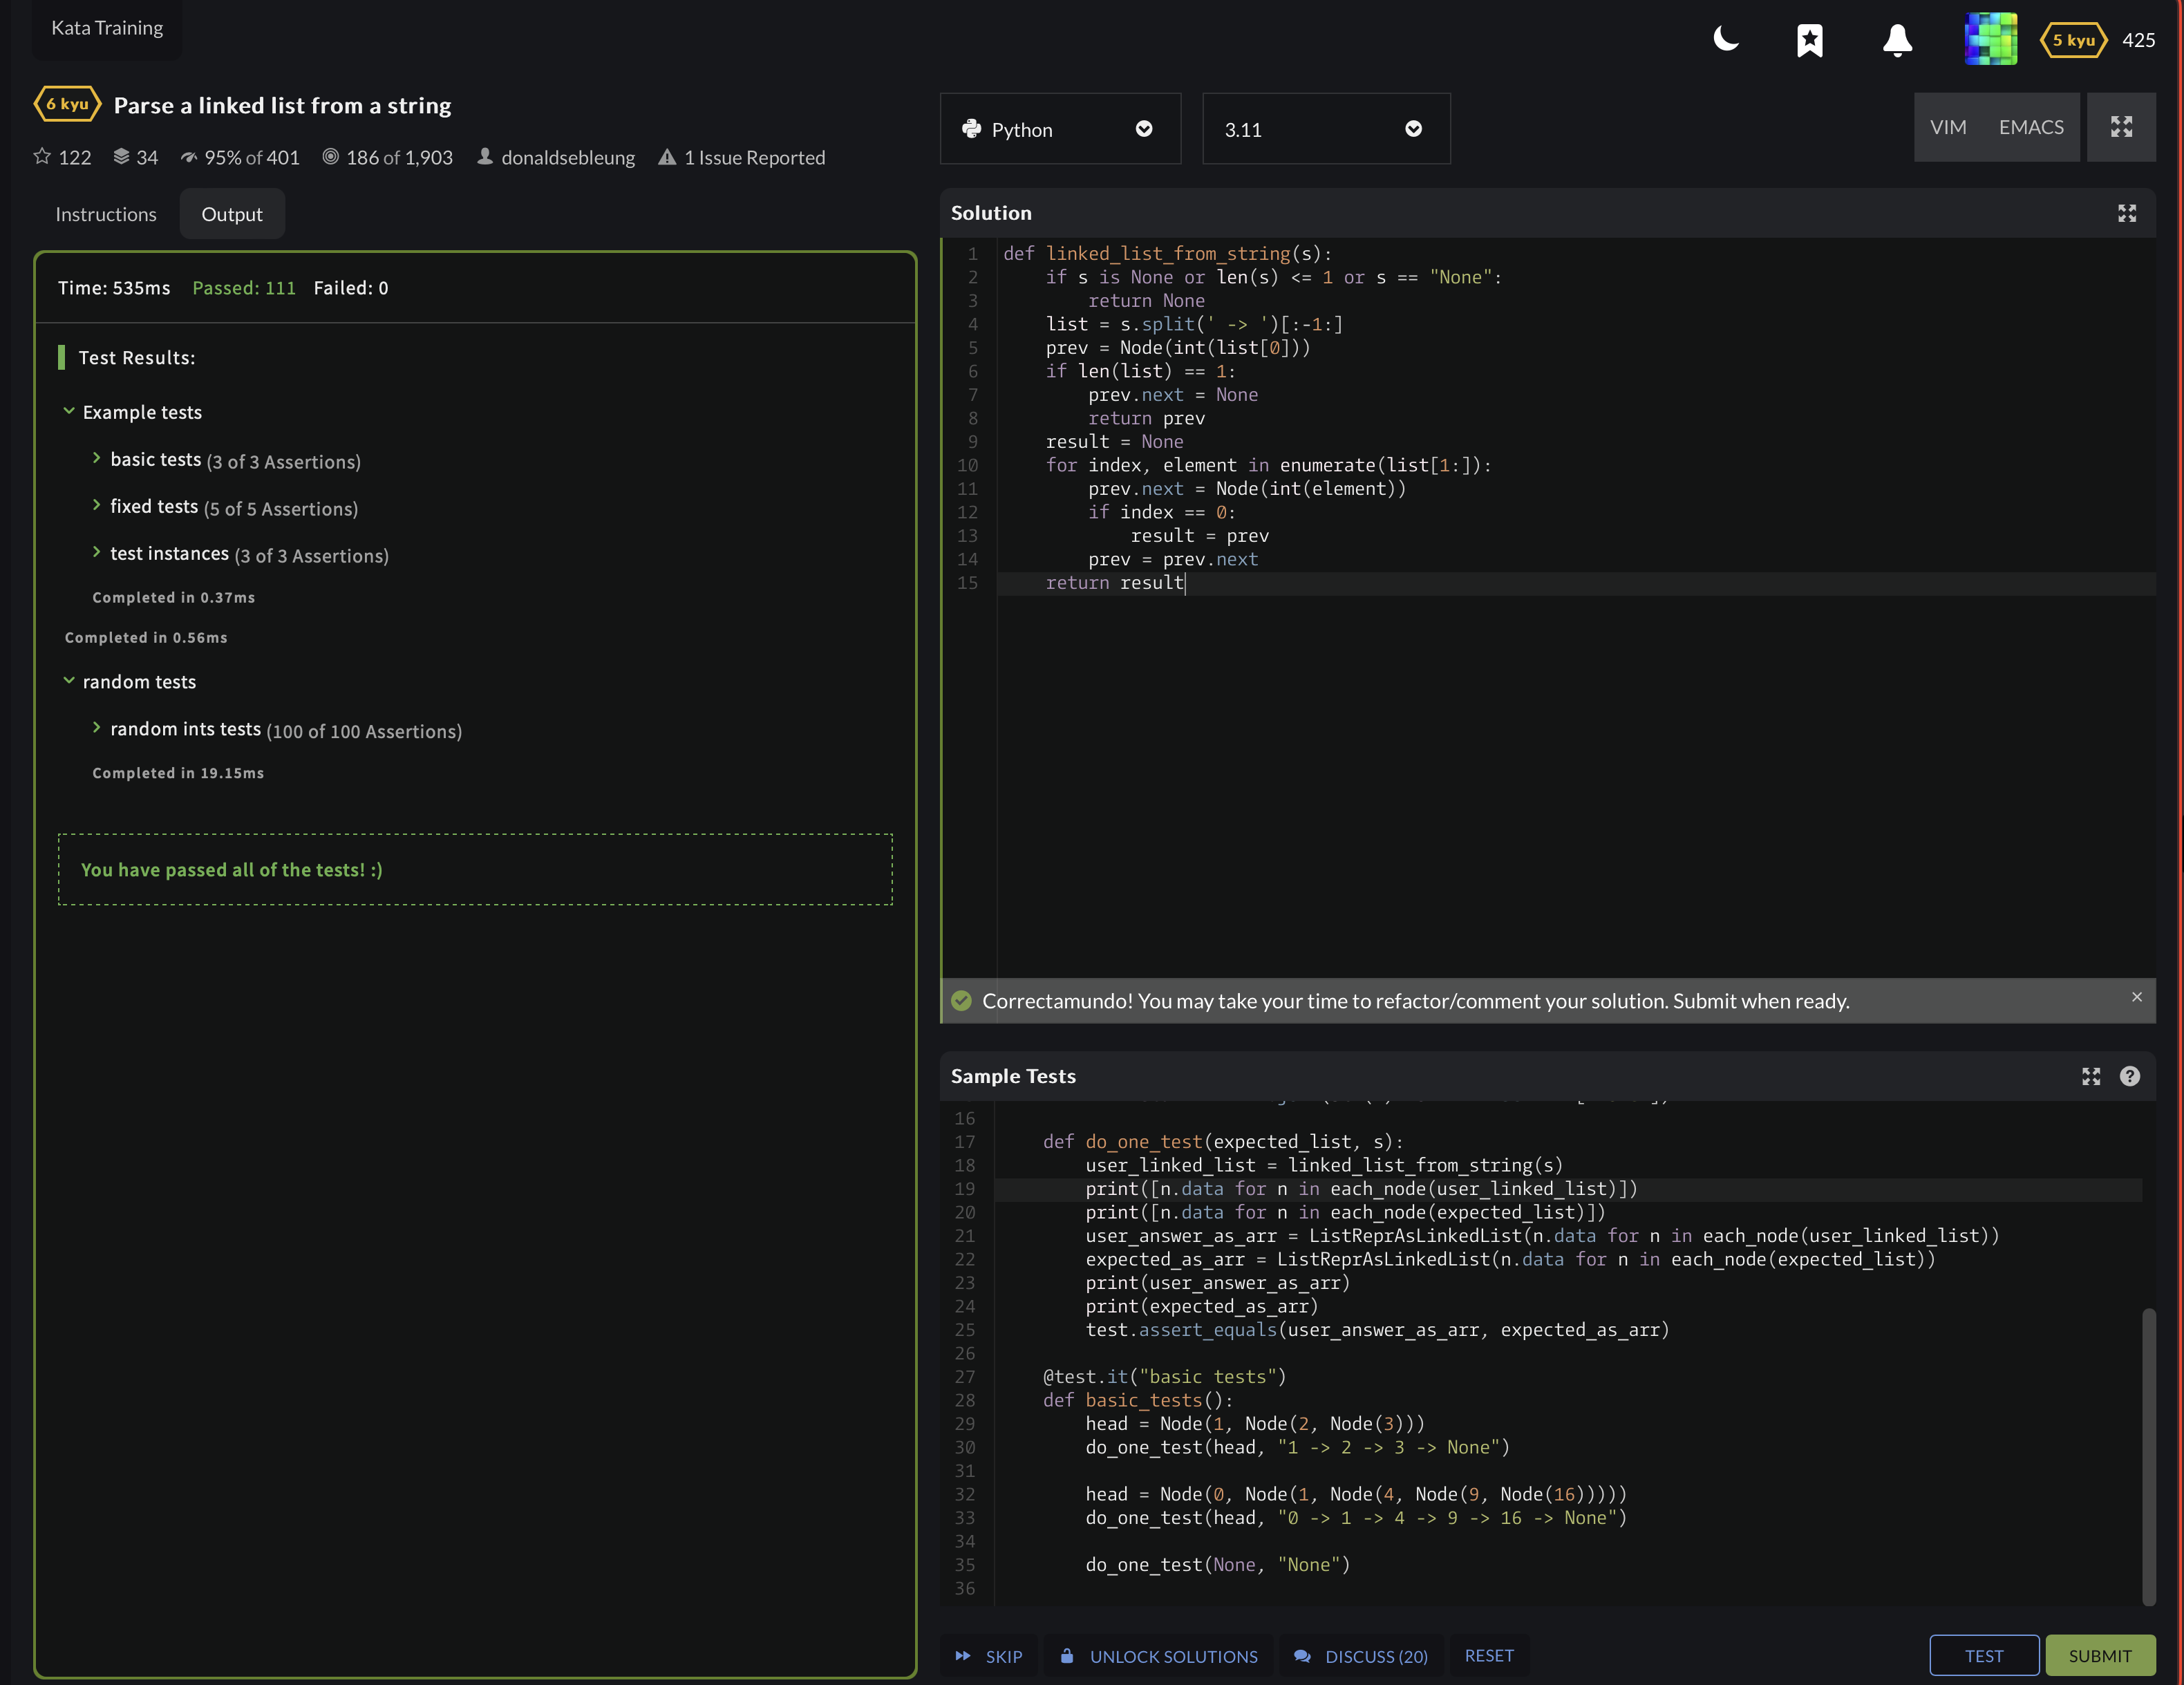 Kata Training
5 kyu 425
6 kyu Parse a linked list from a string
122 34 95% of 401 186 of 1,903 donaldsebleung 1 Issue Reported
Instructions Output
Time: 535ms Passed: 111 Failed: 0
Test Results:
Example tests
basic tests (3 of 3 Assertions)
fixed tests (5 of 5 Assertions)
test instances (3 of 3 Assertions)
Completed in 0.37ms
Completed in 0.56ms
random tests
random ints tests (100 of 100 Assertions)
Completed in 19.15ms
You have passed all of the tests! :)
Python 3.11 VIM EMACS
Solution
1 def linked_list_from_string(s):
2     if s is None or len(s) <= 1 or s == "None":
3         return None
4     list = s.split(' -> ')[:-1:]
5     prev = Node(int(list[0]))
6     if len(list) == 1:
7         prev.next = None
8         return prev
9     result = None
10     for index, element in enumerate(list[1:]):
11         prev.next = Node(int(element))
12         if index == 0:
13             result = prev
14         prev = prev.next
15     return result
Correctamundo! You may take your time to refactor/comment your solution. Submit when ready. ×
Sample Tests
16
17     def do_one_test(expected_list, s):
18         user_linked_list = linked_list_from_string(s)
19         print([n.data for n in each_node(user_linked_list)])
20         print([n.data for n in each_node(expected_list)])
21         user_answer_as_arr = ListReprAsLinkedList(n.data for n in each_node(user_linked_list))
22         expected_as_arr = ListReprAsLinkedList(n.data for n in each_node(expected_list))
23         print(user_answer_as_arr)
24         print(expected_as_arr)
25         test.assert_equals(user_answer_as_arr, expected_as_arr)
26
27     @test.it("basic tests")
28     def basic_tests():
29         head = Node(1, Node(2, Node(3)))
30         do_one_test(head, "1 -> 2 -> 3 -> None")
31
32         head = Node(0, Node(1, Node(4, Node(9, Node(16)))))
33         do_one_test(head, "0 -> 1 -> 4 -> 9 -> 16 -> None")
34
35         do_one_test(None, "None")
36
SKIP UNLOCK SOLUTIONS DISCUSS (20) RESET TEST SUBMIT